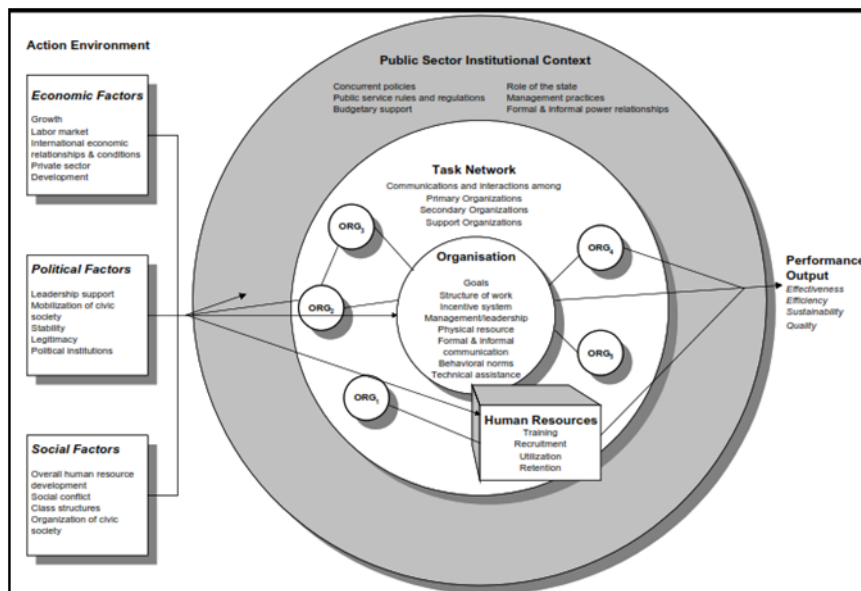 Action Environment
Economic Factors
Growth
Labor market
International economic
relationships & conditions
Private sector
Development
Political Factors
Leadership support
Mobilization of civic
society
Stability
Legitimacy
Political institutions
Social Factors
Overall human resource
development
Social conflict
Class structures
Organization of civic
society
Public Sector Institutional Context
Concurrent policies
Public service rules and regulations
Budgetary support
Role of the state
Management practices
Formal & informal power relationships
Task Network
Communications and interactions among
Primary Organizations
Secondary Organizations
Support Organizations
ORG3
ORG2
ORG1
ORG4
ORG5
Organisation
Goals
Structure of work
Incentive system
Management/leadership
Physical resource
Formal & informal
communication
Behavioral norms
Technical assistance
Human Resources
Training
Recruitment
Utilization
Retention
Performance
Output
Effectiveness
Efficiency
Sustainability
Quality